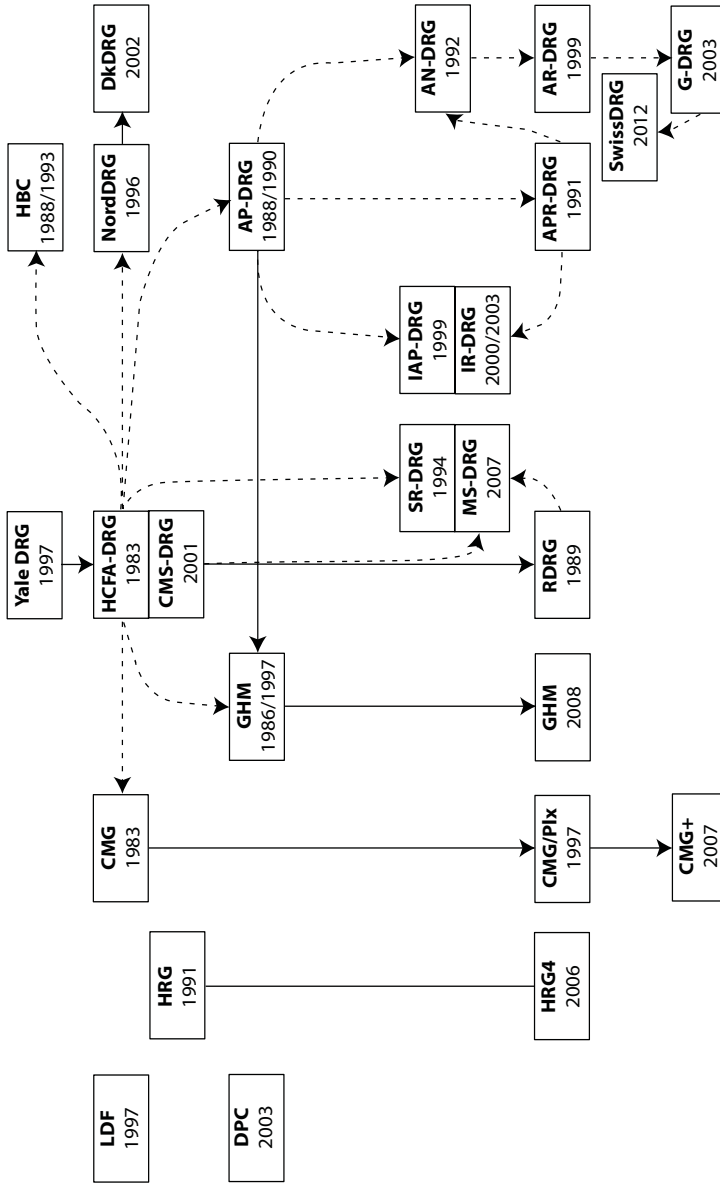 Yale DRG
1997
HBC
1988/1993
LDF
1997
CMG
1983
HCFA-DRG
1983
NordDRG
1996
DkDRG
2002
HRG
1991
CMS-DRG
2001
DPC
2003
GHM
1986/1997
AP-DRG
1988/1990
SR-DRG
1994
IAP-DRG
1999
AN-DRG
1992
MS-DRG
2007
IR-DRG
2000/2003
HRG4
2006
CMG/Plx
1997
GHM
2008
RDRG
1989
APR-DRG
1991
AR-DRG
1999
SwissDRG
2012
CMG+
2007
G-DRG
2003